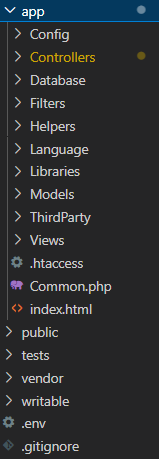 app
Config
Controllers
Database
Filters
Helpers
Language
Libraries
Models
ThirdParty
Views
.htaccess
Common.php
index.html
public
tests
vendor
writable
.env
.gitignore